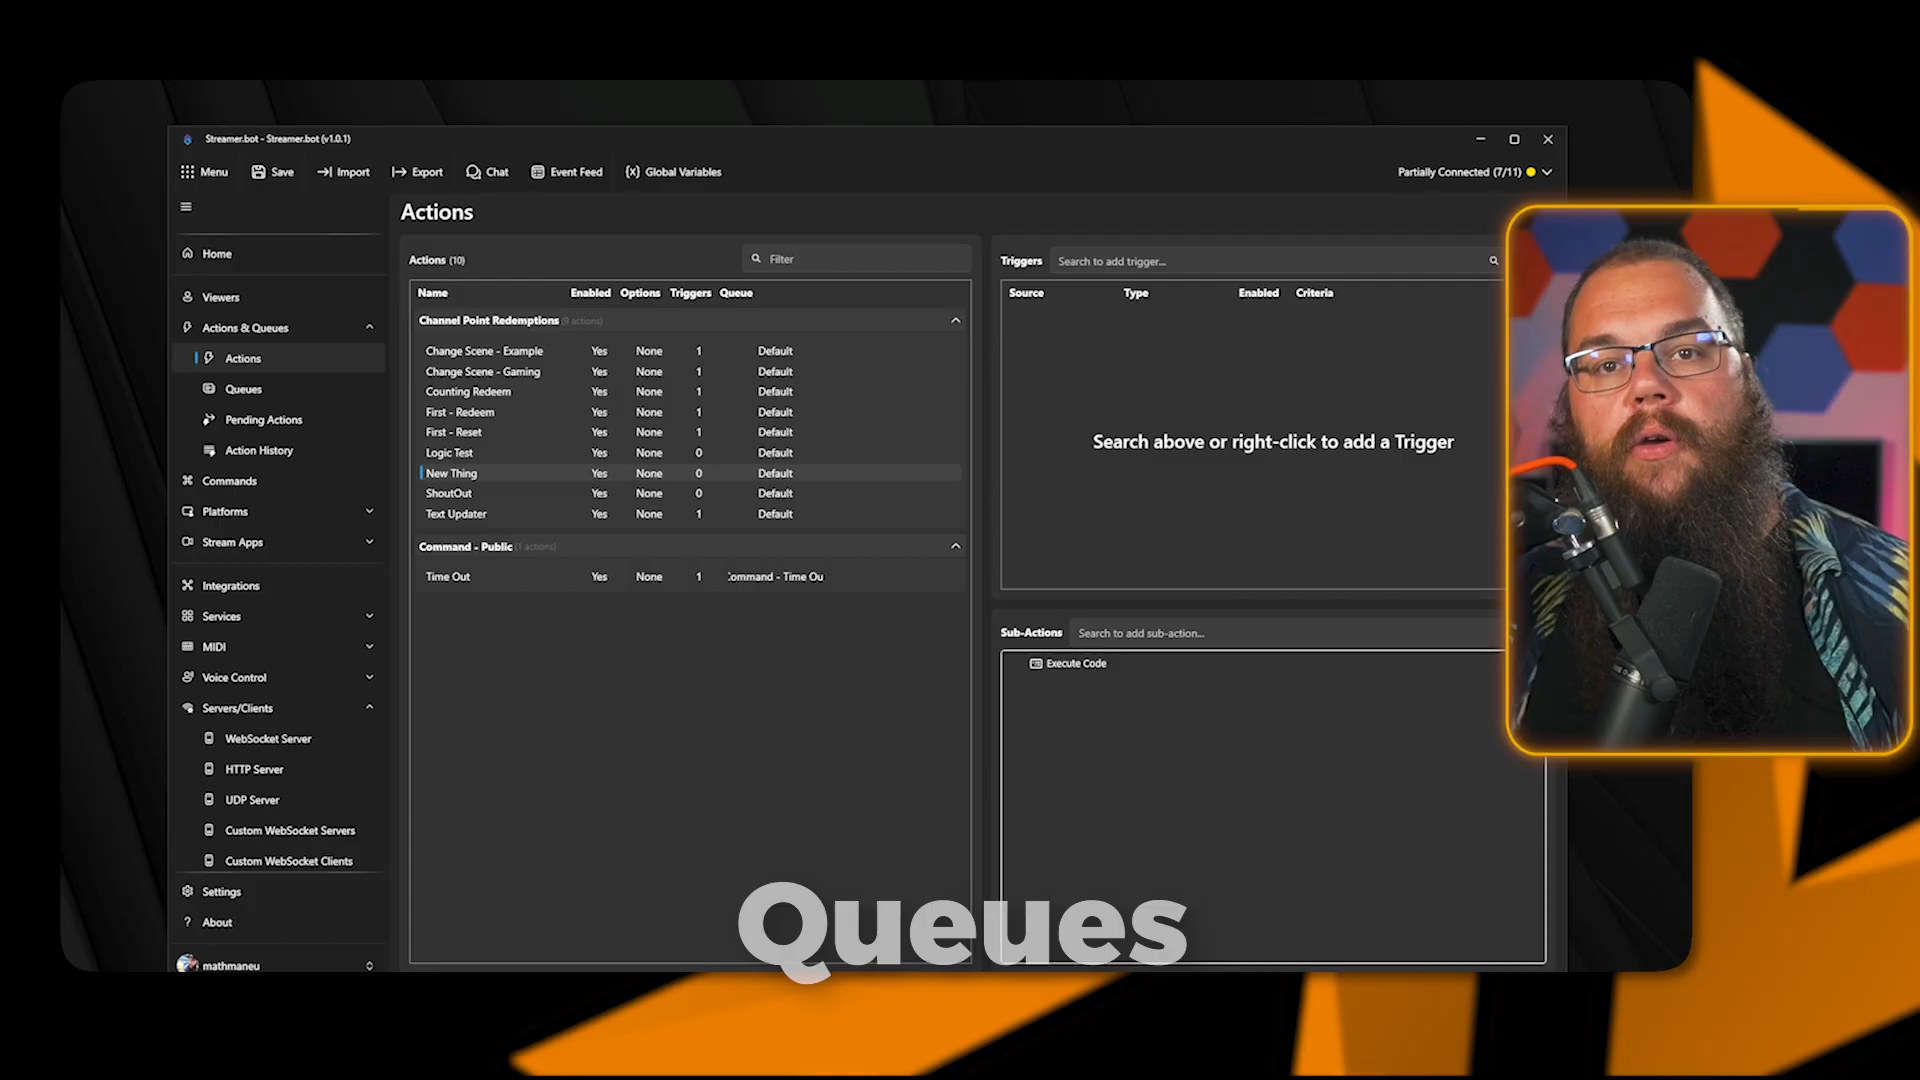 Streamer.bot - Streamer.bot (v1.0.1)
Menu Save Import Export Chat Event Feed Global Variables Partially Connected (7/11)
Home
Viewers
Actions & Queues
Actions
Queues
Pending Actions
Action History
Commands
Platforms
Stream Apps
Integrations
Services
MIDI
Voice Control
Servers/Clients
WebSocket Server
HTTP Server
UDP Server
Custom WebSocket Servers
Custom WebSocket Clients
Settings
About
mathmaneu
Actions
Actions (10) Filter
Name Enabled Options Triggers Queue
Channel Point Redemptions (9 actions)
Change Scene - Example Yes None 1 Default
Change Scene - Gaming Yes None 1 Default
Counting Redeem Yes None 1 Default
First - Redeem Yes None 1 Default
First - Reset Yes None 1 Default
Logic Test Yes None 0 Default
New Thing Yes None 0 Default
ShoutOut Yes None 0 Default
Text Updater Yes None 1 Default
Command - Public (1 actions)
Time Out Yes None 1 Command - Time Ou
Triggers Search to add trigger...
Source Type Enabled Criteria
Search above or right-click to add a Trigger
Sub-Actions Search to add sub-action...
Execute Code
Queues